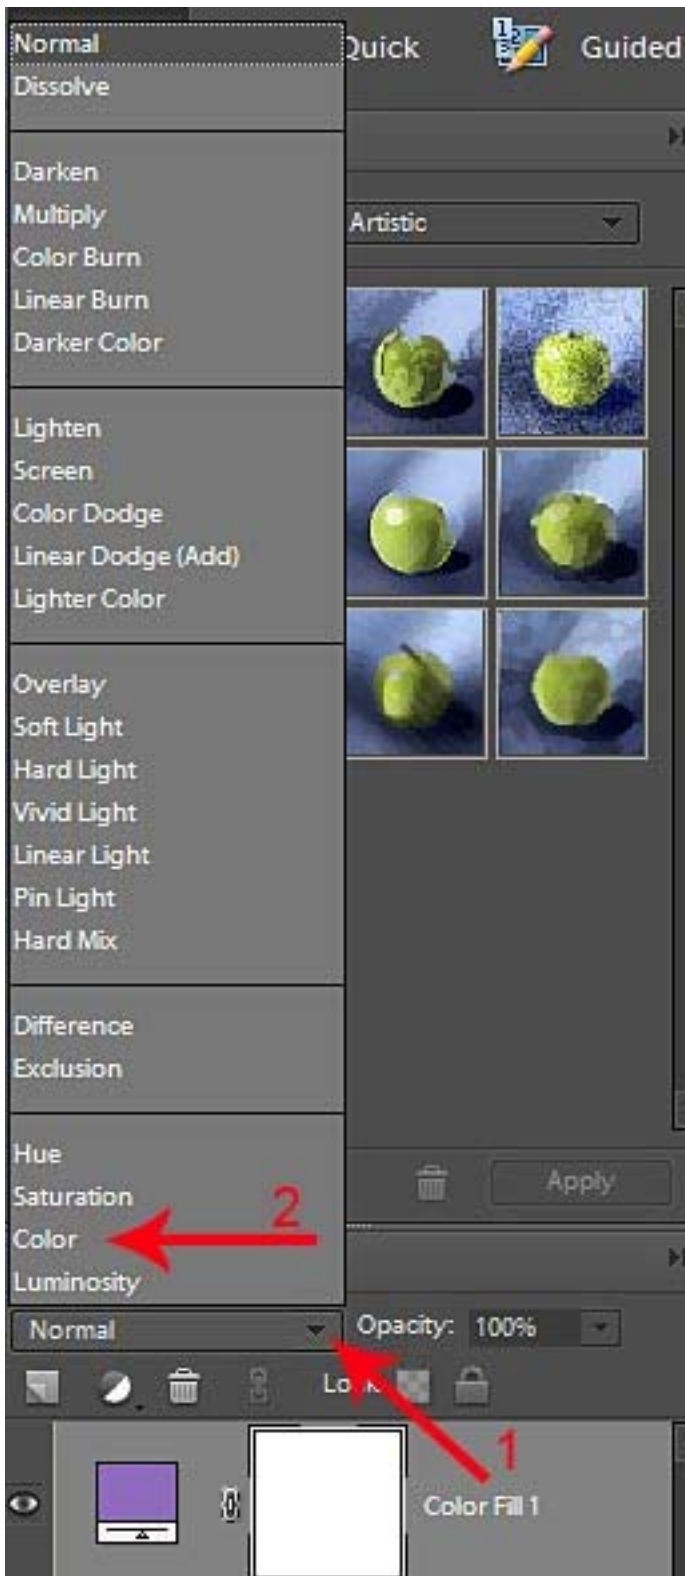 Normal
Quick
Guided
Dissolve
Darken
Multiply
Artistic
Color Burn
Linear Burn
Darker Color
Lighten
Screen
Color Dodge
Linear Dodge (Add)
Lighter Color
Overlay
Soft Light
Hard Light
Vivid Light
Linear Light
Pin Light
Hard Mix
Difference
Exclusion
Hue
Saturation
Color
Luminosity
2
Apply
Normal
Opacity: 100%
1
Color Fill 1